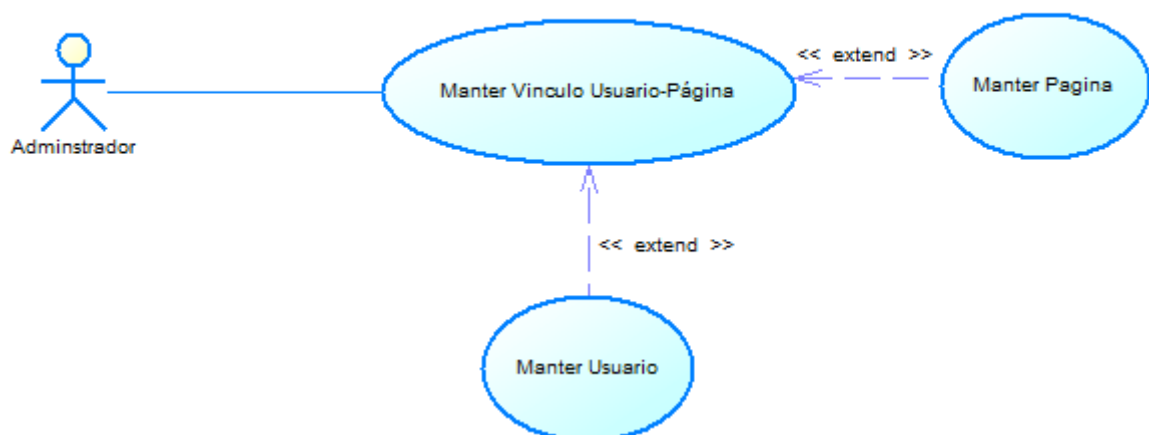 << extend >>
Manter Vinculo Usuario-Página
Manter Pagina
Adminstrador
<< extend >>
Manter Usuario